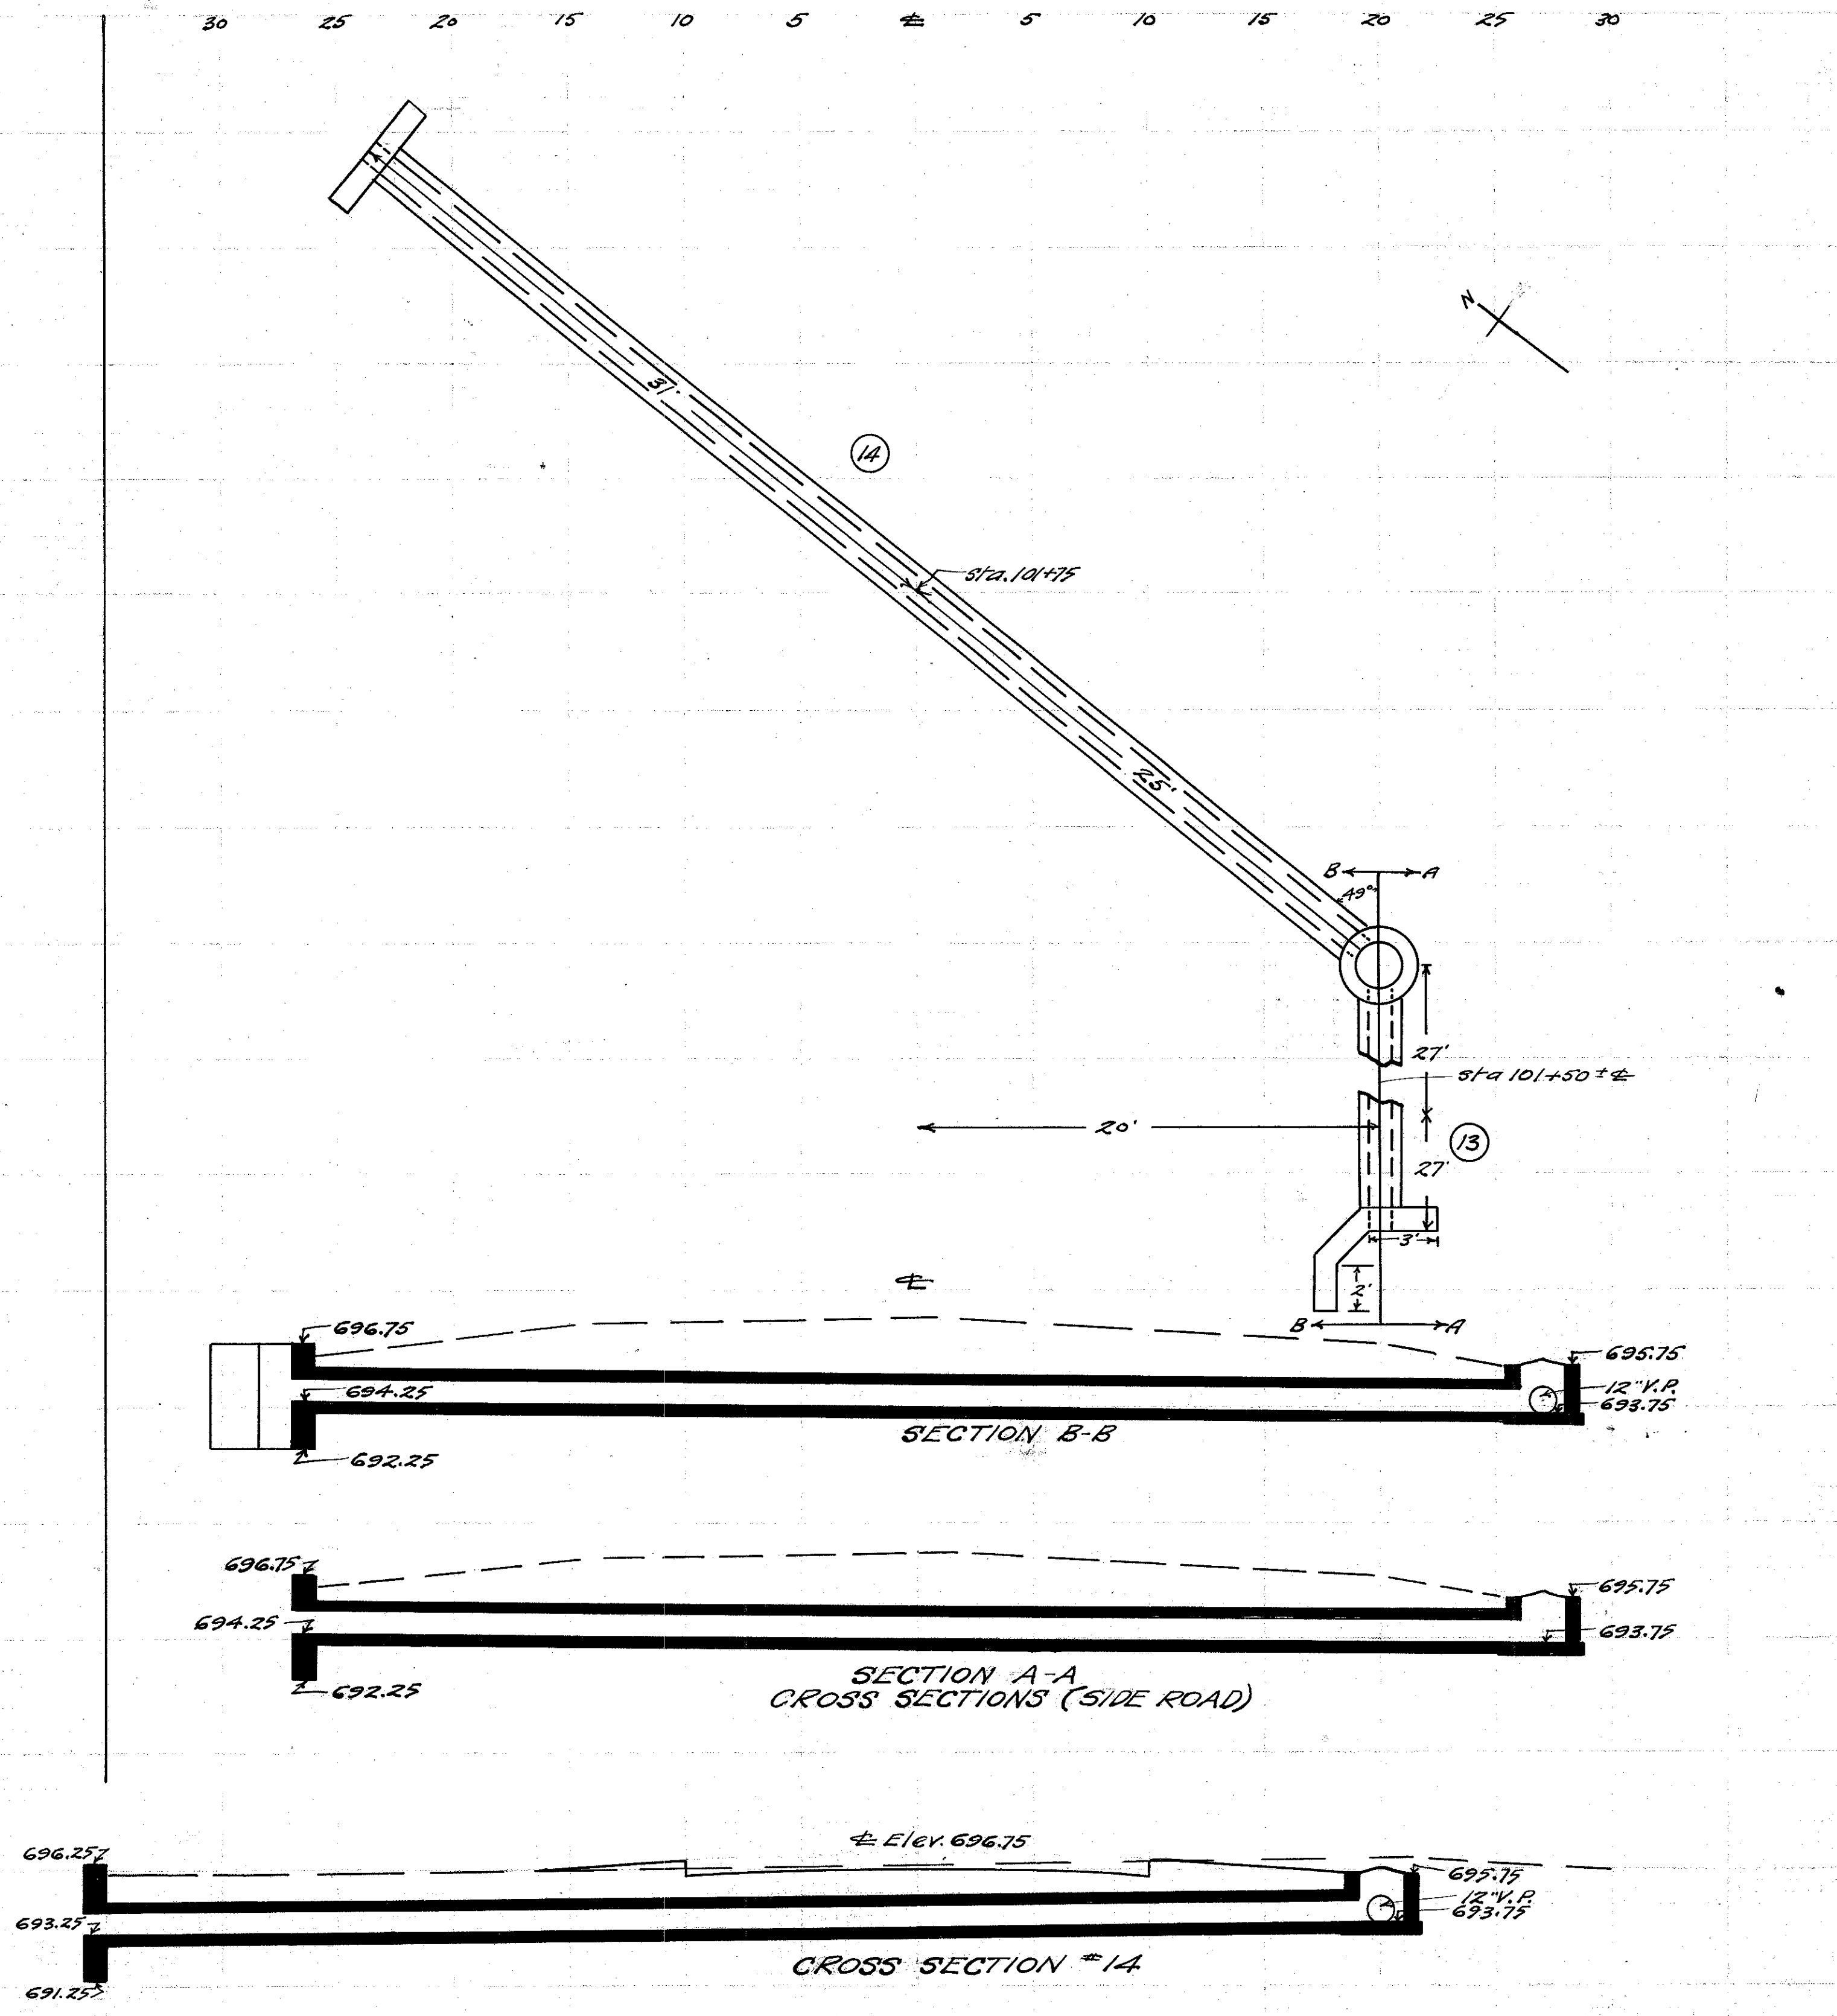 30 25 20 15 10 5 ℄ 5 10 15 20 25 30
N
31'
14
sta. 101+75
25'
B A
49°
27'
sta 101+50 ± ℄
20'
13
27'
3'
2'
℄
B A
696.75
695.75
694.25
12" V.P.
693.75
SECTION B-B
692.25
696.75
695.75
694.25
693.75
SECTION A-A
692.25
CROSS SECTIONS (SIDE ROAD)
℄ Elev. 696.75
696.25
695.75
12" V.P.
693.75
693.25
CROSS SECTION #14
691.25